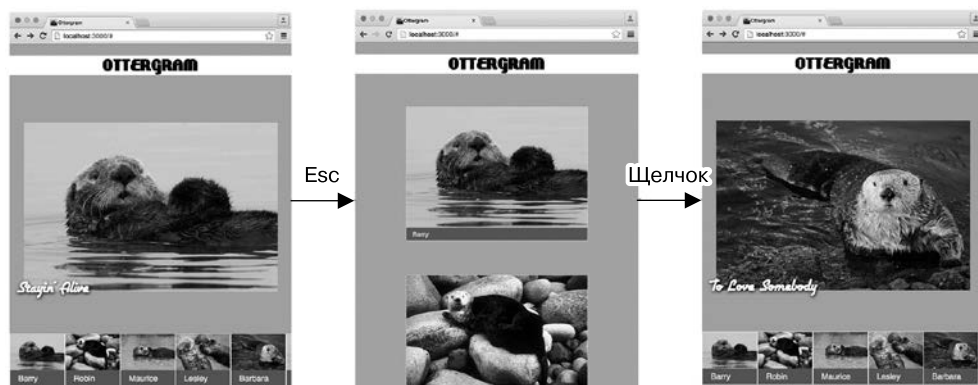 Ottergram
localhost:3000/#
OTTERGRAM
Stayin' Alive
Barry
Robin
Maurice
Lesley
Barbara
Esc
Ottergram
localhost:3000/#
OTTERGRAM
Barry
Щелчок
Ottergram
localhost:3000/#
OTTERGRAM
To Love Somebody
Barry
Robin
Maurice
Lesley
Barbara